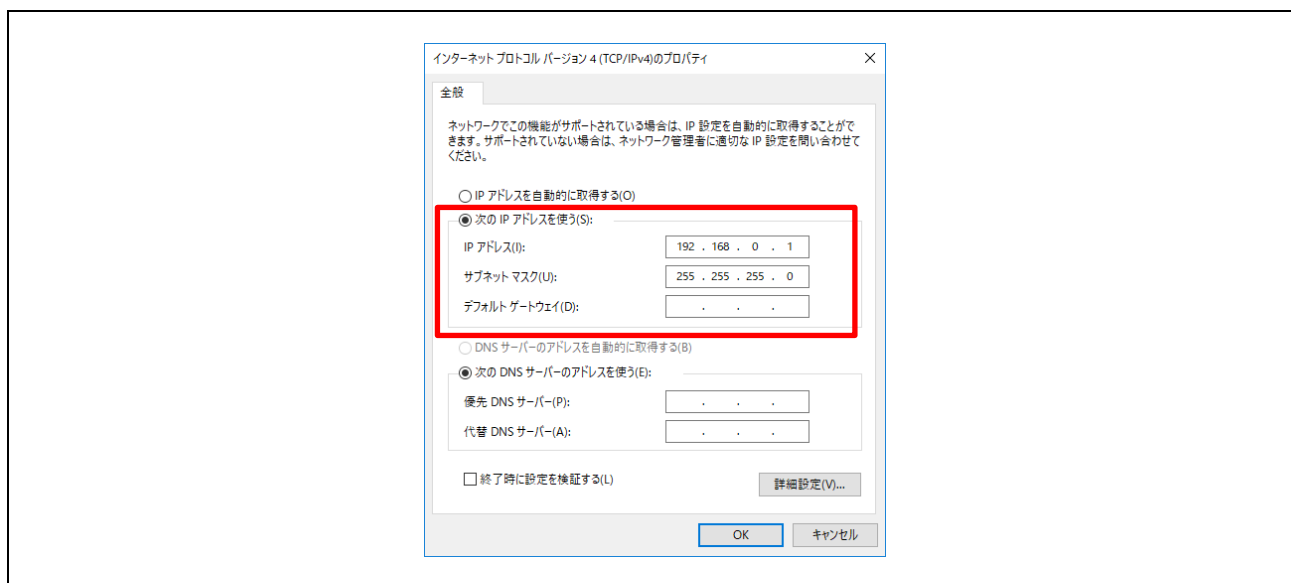 インターネット プロトコル バージョン 4 (TCP/IPv4)のプロパティ
全般
ネットワークでこの機能がサポートされている場合は、IP 設定を自動的に取得することがで
きます。サポートされていない場合は、ネットワーク管理者に適切な IP 設定を問い合わせて
ください。
IP アドレスを自動的に取得する(O)
次の IP アドレスを使う(S):
IP アドレス(I): 192 . 168 . 0 . 1
サブネット マスク(U): 255 . 255 . 255 . 0
デフォルト ゲートウェイ(D): . . .
DNS サーバーのアドレスを自動的に取得する(B)
次の DNS サーバーのアドレスを使う(E):
優先 DNS サーバー(P): . . .
代替 DNS サーバー(A): . . .
終了時に設定を検証する(L)
詳細設定(V)...
OK キャンセル